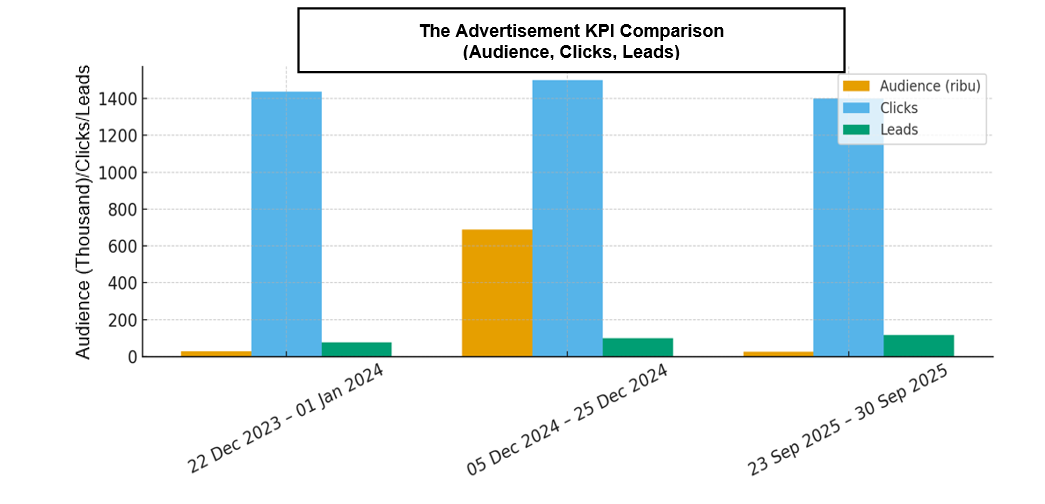 The Advertisement KPI Comparison
(Audience, Clicks, Leads)
Audience (Thousand)/Clicks/Leads
1400
1200
1000
800
600
400
200
0
Audience (ribu)
Clicks
Leads
22 Dec 2023 – 01 Jan 2024
05 Dec 2024 – 25 Dec 2024
23 Sep 2025 – 30 Sep 2025